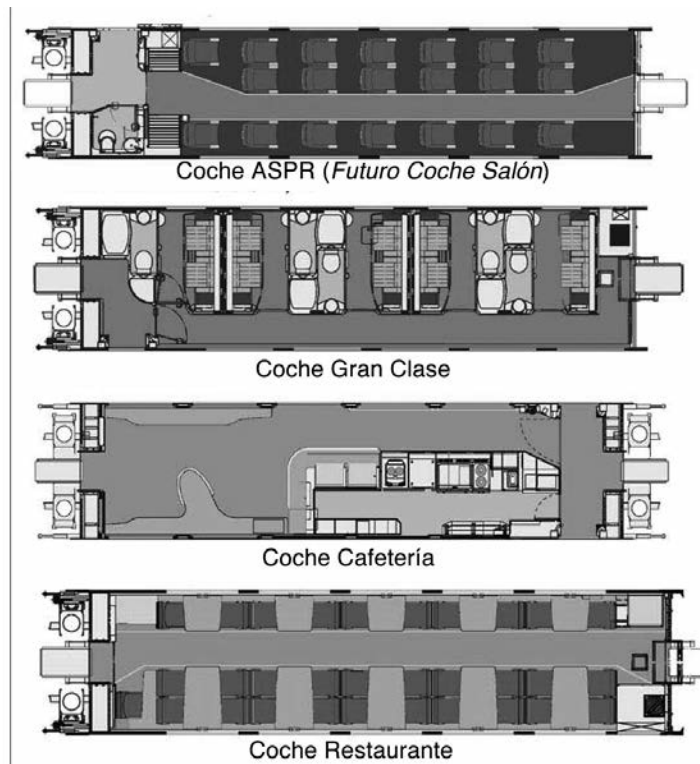 Coche ASPR (Futuro Coche Salón)
Coche Gran Clase
Coche Cafetería
Coche Restaurante